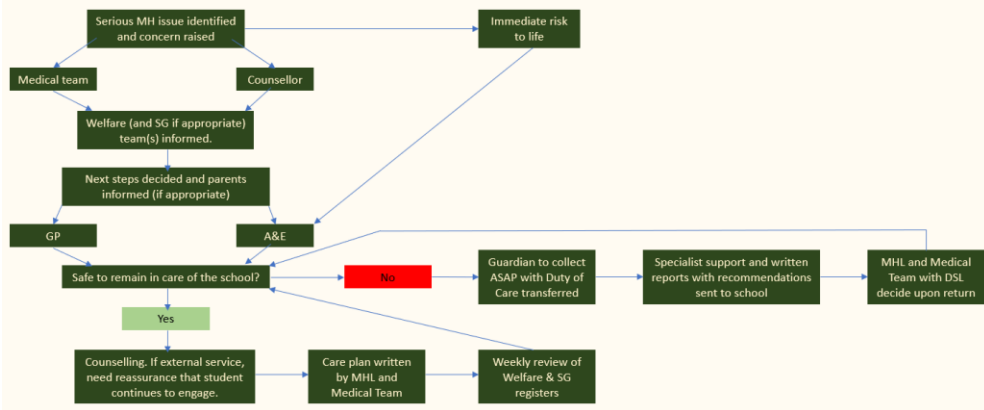 Serious MH issue identified
and concern raised
Immediate risk
to life
Medical team
Counsellor
Welfare (and SG if appropriate)
team(s) informed.
Next steps decided and parents
informed (if appropriate)
GP
A&E
Safe to remain in care of the school?
No
Guardian to collect
ASAP with Duty of
Care transferred
Specialist support and written
reports with recommendations
sent to school
MHL and Medical
Team with DSL
decide upon return
Yes
Counselling. If external service,
need reassurance that student
continues to engage.
Care plan written
by MHL and
Medical Team
Weekly review of
Welfare & SG
registers